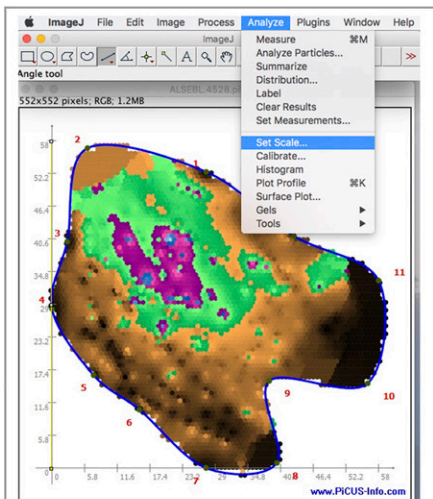 ImageJ File Edit Image Process Analyze Plugins Window Help
ImageJ
Measure ⌘M
Analyze Particles...
Summarize
Distribution...
Label
Clear Results
Set Measurements...
Set Scale...
Calibrate...
Histogram
Plot Profile ⌘K
Surface Plot...
Gels
Tools
A
>>
Angle tool
552x552 pixels; RGB; 1.2MB
58
52.2
46.4
40.6
34.8
29
23.2
17.4
11.6
5.8
0
0 5.8 11.6 17.4 23.2 29 40.6 46.4 52.2 58
1
2
3
4
5
6
7
8
9
10
11
www.PiCUS-Info.com